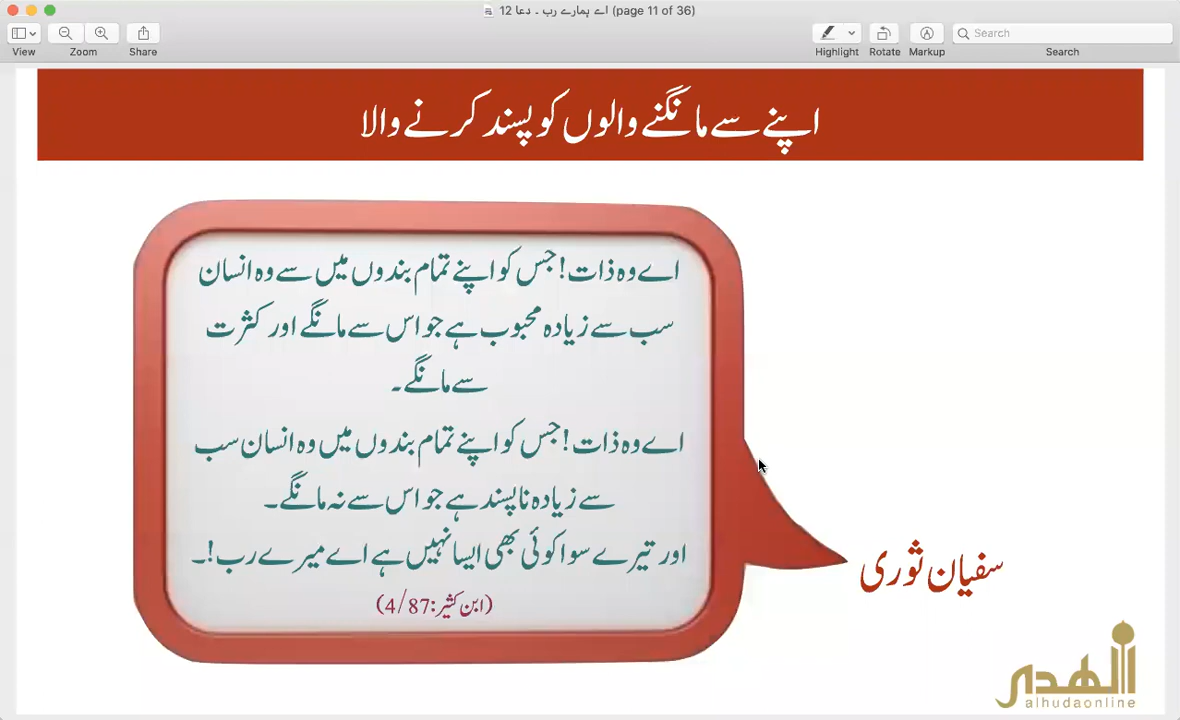 اے ہمارے رب ۔ دعا 12 (page 11 of 36)
View
Zoom
Share
Highlight
Rotate
Markup
Search
Search
اپنے سے مانگنے والوں کو پسند کرنے والا
اے وہ ذات! جس کو اپنے تمام بندوں میں سے وہ انسان
سب سے زیادہ محبوب ہے جو اس سے مانگے اور کثرت
سے مانگے۔
اے وہ ذات! جس کو اپنے تمام بندوں میں وہ انسان سب
سے زیادہ ناپسند ہے جو اس سے نہ مانگے۔
اور تیرے سوا کوئی بھی ایسا نہیں ہے اے میرے رب!۔
(ابن کثیر: 4/87)
سفیان ثوری
الهدى
alhudaonline